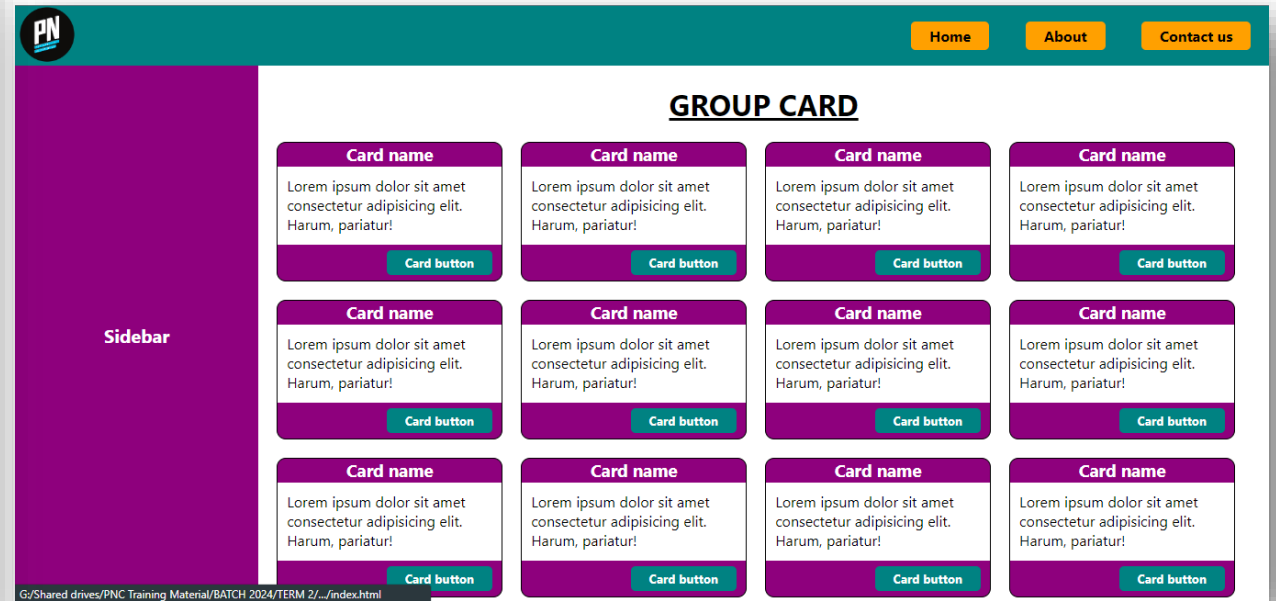 PN
Home About Contact us
GROUP CARD
Card name Card name Card name Card name
Lorem ipsum dolor sit amet Lorem ipsum dolor sit amet Lorem ipsum dolor sit amet Lorem ipsum dolor sit amet
consectetur adipisicing elit. consectetur adipisicing elit. consectetur adipisicing elit. consectetur adipisicing elit.
Harum, pariatur! Harum, pariatur! Harum, pariatur! Harum, pariatur!
Card button Card button Card button Card button
Sidebar
Card name Card name Card name Card name
Lorem ipsum dolor sit amet Lorem ipsum dolor sit amet Lorem ipsum dolor sit amet Lorem ipsum dolor sit amet
consectetur adipisicing elit. consectetur adipisicing elit. consectetur adipisicing elit. consectetur adipisicing elit.
Harum, pariatur! Harum, pariatur! Harum, pariatur! Harum, pariatur!
Card button Card button Card button Card button
Card name Card name Card name Card name
Lorem ipsum dolor sit amet Lorem ipsum dolor sit amet Lorem ipsum dolor sit amet Lorem ipsum dolor sit amet
consectetur adipisicing elit. consectetur adipisicing elit. consectetur adipisicing elit. consectetur adipisicing elit.
Harum, pariatur! Harum, pariatur! Harum, pariatur! Harum, pariatur!
Card button Card button Card button Card button
G:/Shared drives/PNC Training Material/BATCH 2024/TERM 2/.../index.html